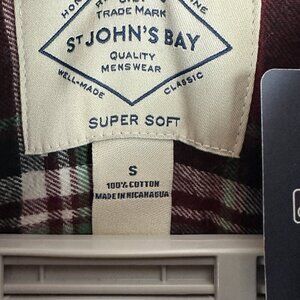 TRADE MARK
ST JOHN'S BAY
QUALITY
MENSWEAR
WELL-MADE
CLASSIC
SUPER SOFT
S
100% COTTON
MADE IN NICARAGUA